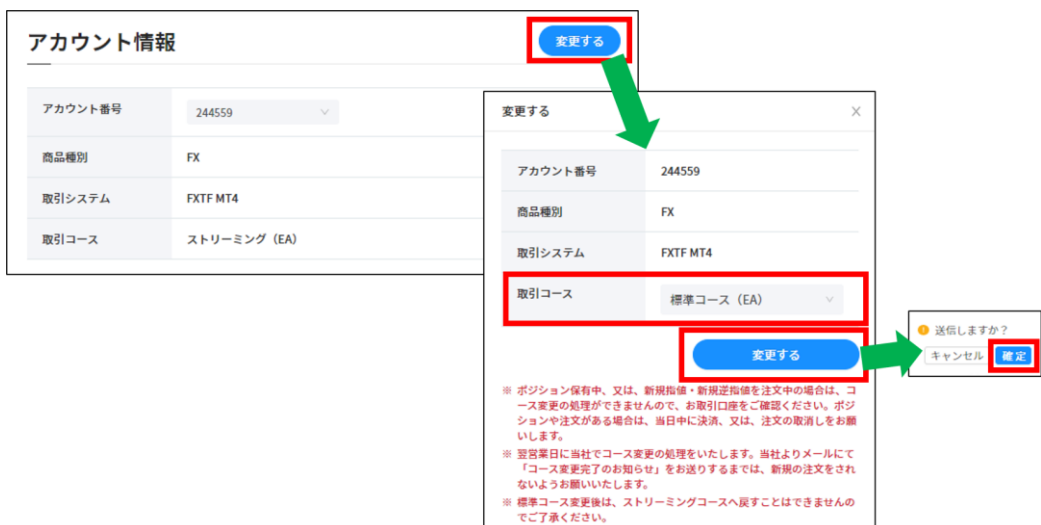 アカウント情報
変更する
アカウント番号
244559
商品種別
FX
取引システム
FXTF MT4
取引コース
ストリーミング（EA）
変更する
アカウント番号
244559
商品種別
FX
取引システム
FXTF MT4
取引コース
標準コース（EA）
変更する
※ ポジション保有中、又は、新規指値・新規逆指値を注文中の場合は、コ
ース変更の処理ができませんので、お取引口座をご確認ください。ポジ
ションや注文がある場合は、当日中に決済、又は、注文の取消しをお願
いします。
※ 翌営業日に当社でコース変更の処理をいたします。当社よりメールにて
「コース変更完了のお知らせ」をお送りするまでは、新規の注文をされ
ないようお願いいたします。
※ 標準コース変更後は、ストリーミングコースへ戻すことはできませんの
でご了承ください。
送信しますか？
キャンセル
確定